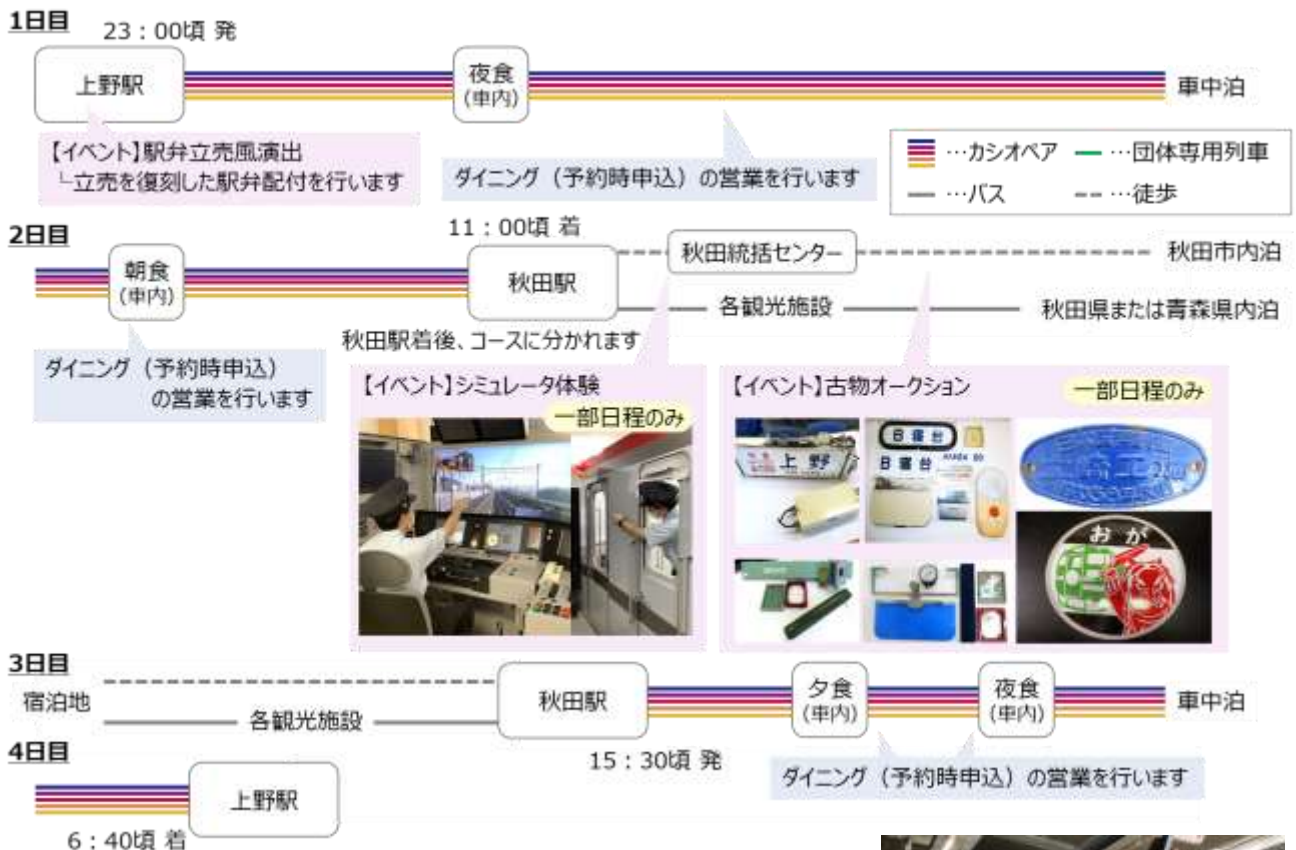 1日目
23：00頃 発
上野駅
夜食
(車内)
車中泊
【イベント】駅弁立売風演出
└立売を復刻した駅弁配付を行います
ダイニング（予約時申込）の営業を行います
…カシオペア
…団体専用列車
…バス
…徒歩
2日目
11：00頃 着
朝食
(車内)
秋田駅
秋田統括センター
秋田市内泊
各観光施設
秋田県または青森県内泊
秋田駅着後、コースに分かれます
ダイニング（予約時申込）
の営業を行います
【イベント】シミュレータ体験
一部日程のみ
【イベント】古物オークション
一部日程のみ
上野
B寝台
B寝台
おが
3日目
宿泊地
各観光施設
秋田駅
夕食
(車内)
夜食
(車内)
車中泊
15：30頃 発
ダイニング（予約時申込）の営業を行います
4日目
上野駅
6：40頃 着